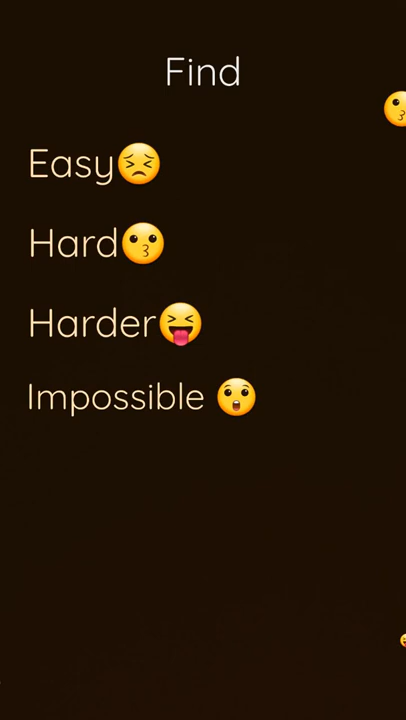 Find
Easy😣
Hard😗
Harder😝
Impossible 😲